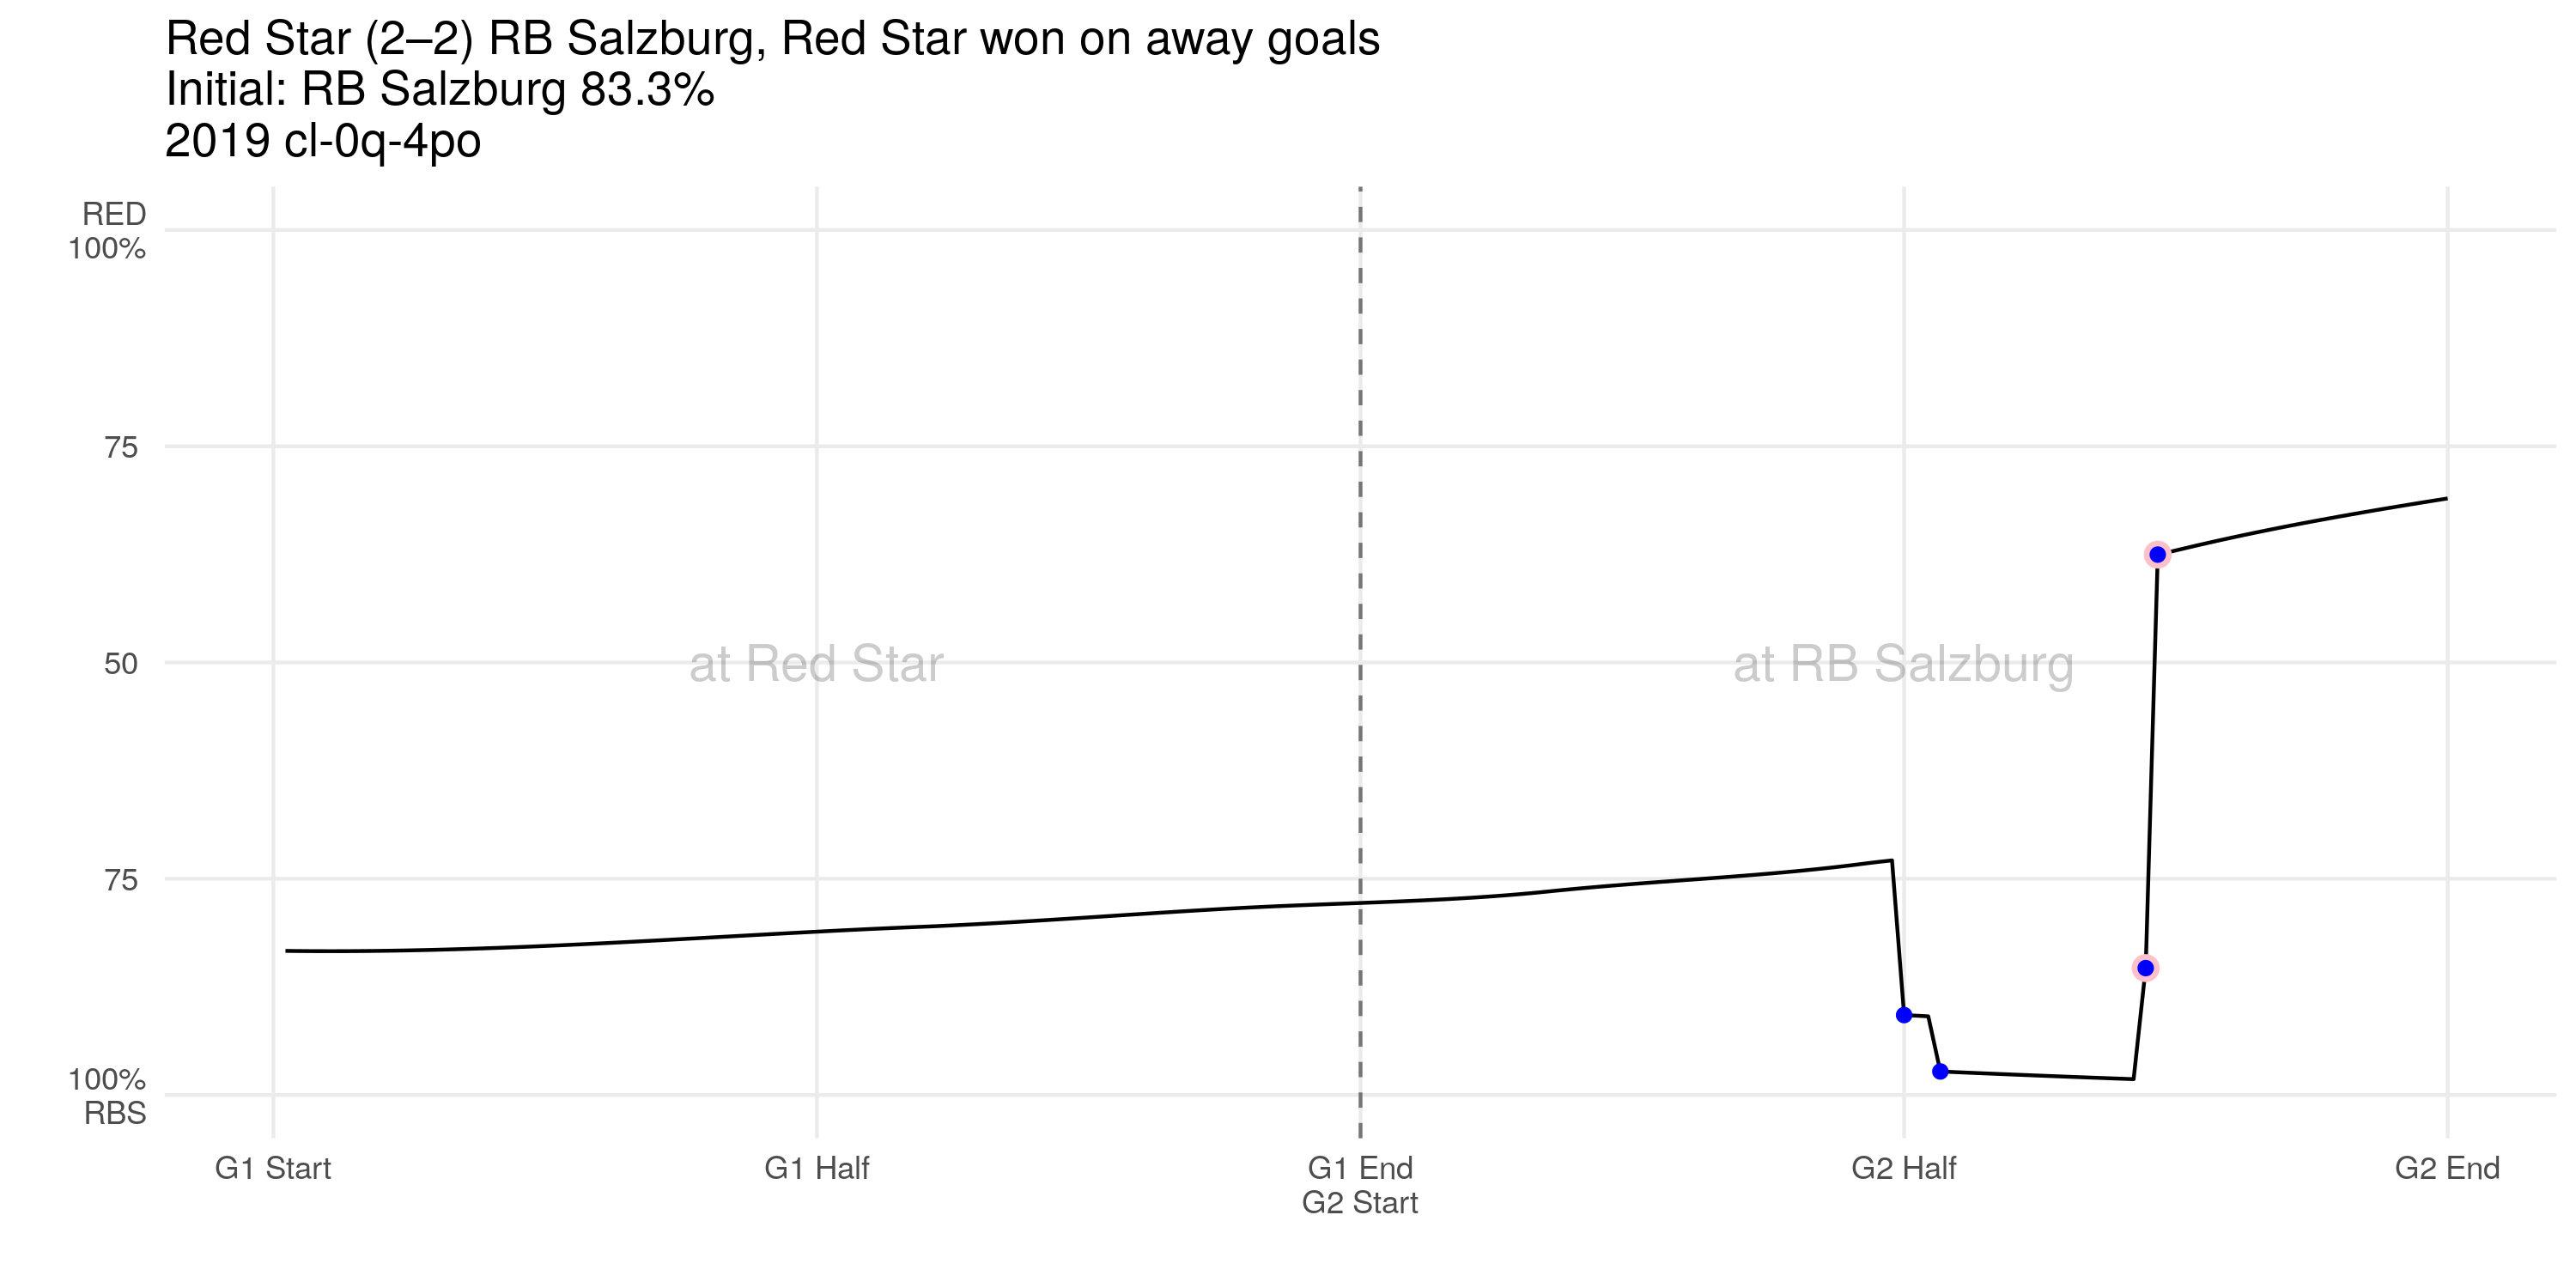 Red Star (2–2) RB Salzburg, Red Star won on away goals
Initial: RB Salzburg 83.3%
2019 cl-0q-4po
RED
100%
75
50
75
100%
RBS
at Red Star
at RB Salzburg
G1 Start
G1 Half
G1 End
G2 Start
G2 Half
G2 End